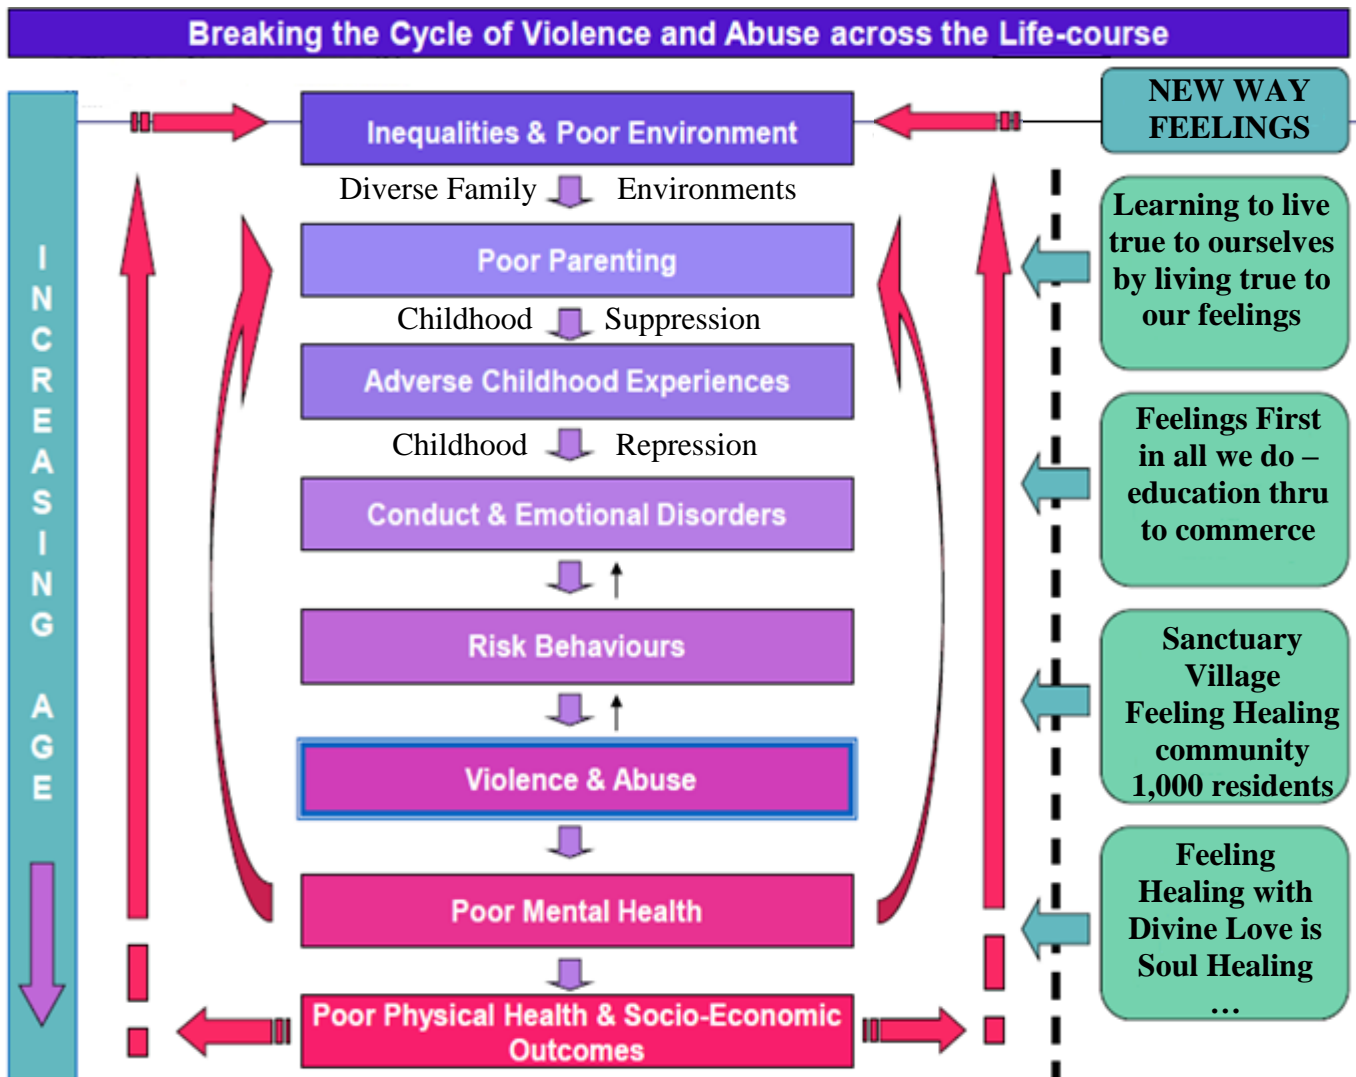 Breaking the Cycle of Violence and Abuse across the Life-course
INCREASING AGE
Inequalities & Poor Environment
Diverse Family Environments
Poor Parenting
Childhood Suppression
Adverse Childhood Experiences
Childhood Repression
Conduct & Emotional Disorders
Risk Behaviours
Violence & Abuse
Poor Mental Health
Poor Physical Health & Socio-Economic
Outcomes
NEW WAY
FEELINGS
Learning to live
true to ourselves
by living true to
our feelings
Feelings First
in all we do –
education thru
to commerce
Sanctuary
Village
Feeling Healing
community
1,000 residents
Feeling
Healing with
Divine Love is
Soul Healing
...